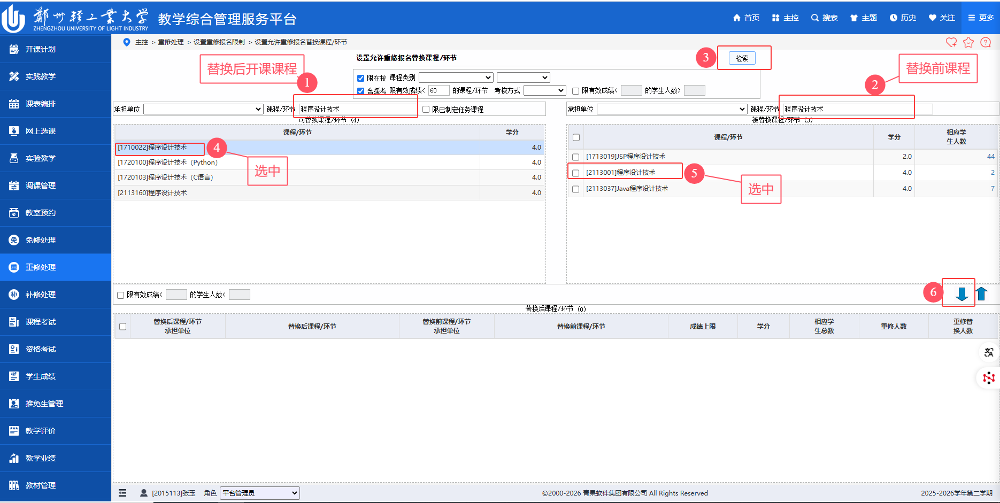 郑州轻工业大学
ZHENGZHOU UNIVERSITY OF LIGHT INDUSTRY
教学综合管理服务平台
首页
主控
搜索
主题
历史
关注
更多
开课计划
实践教学
课表编排
网上选课
实验教学
调课管理
教室预约
免修处理
重修处理
补修处理
课程考试
资格考试
学生成绩
推免生管理
教学评价
教学业绩
教材管理
主控 > 重修处理 > 设置重修报名限制 > 设置允许重修报名替换课程/环节
设置允许重修报名替换课程/环节
3
检索
替换后开课课程
1
替换前课程
2
限在校 课程类别
含缓考 限有效成绩< 60 的课程/环节 考核方式 限有效成绩< 的学生人数>
承担单位 课程/环节 程序设计技术 限已制定任务课程
可替换课程/环节 (4)
课程/环节 学分
[1710022]程序设计技术 4.0
[1720100]程序设计技术（Python） 4.0
[1720103]程序设计技术（C语言） 4.0
[2113160]程序设计技术 4.0
4
选中
承担单位 课程/环节 程序设计技术
被替换课程/环节 (3)
课程/环节 学分 相应学
生人数
[1713019]JSP程序设计技术 2.0 44
[2113001]程序设计技术 4.0 2
[2113037]Java程序设计技术 4.0 7
5
选中
限有效成绩< 的学生人数<
6
替换后课程/环节 (0)
替换后课程/环节
承担单位
替换后课程/环节
替换前课程/环节
承担单位
替换前课程/环节
成绩上限
学分
相应学
生总数
重修人数
重修替
换人数
[2015113]张玉 角色 平台管理员
©2000-2026 青果软件集团有限公司 All Rights Reserved
2025-2026学年第二学期